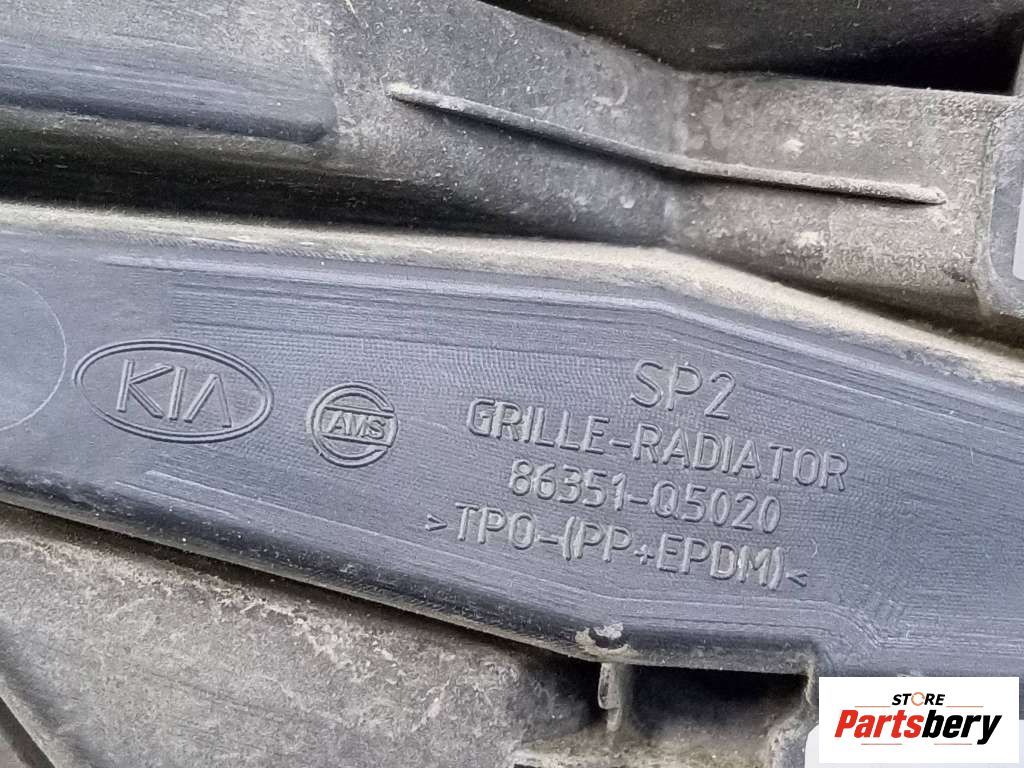 KIA
AMS
SP2
GRILLE-RADIATOR
86351-Q5020
>TPO-(PP+EPDM)<
STORE
Partsbery